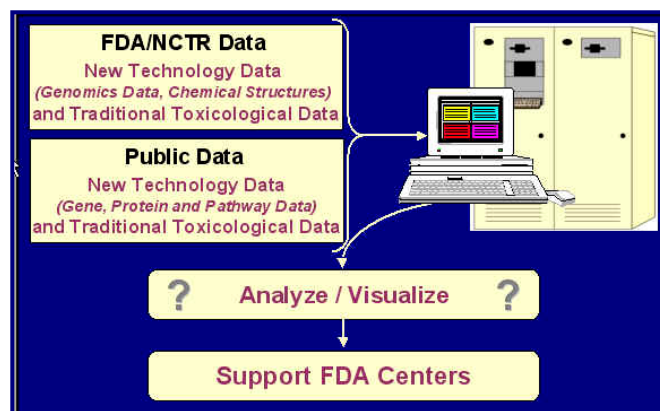 FDA/NCTR Data
New Technology Data
(Genomics Data, Chemical Structures)
and Traditional Toxicological Data
Public Data
New Technology Data
(Gene, Protein and Pathway Data)
and Traditional Toxicological Data
? Analyze / Visualize ?
Support FDA Centers